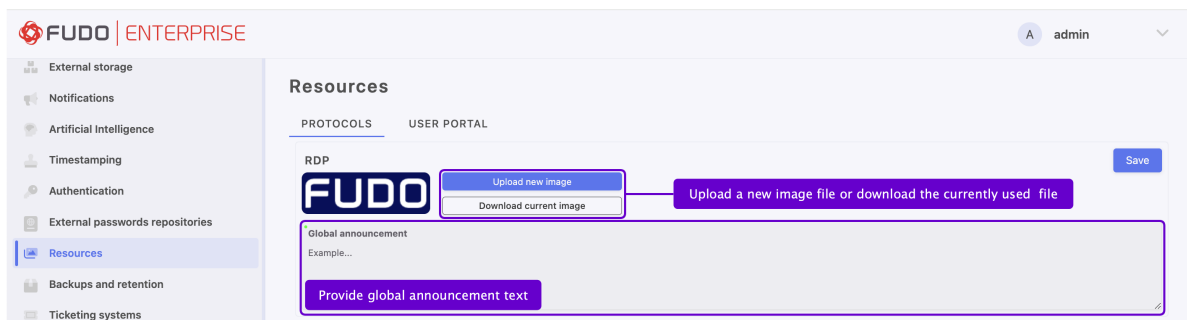 FUDO ENTERPRISE
A admin
External storage
Notifications
Artificial Intelligence
Timestamping
Authentication
External passwords repositories
Resources
Backups and retention
Ticketing systems
Resources
PROTOCOLS USER PORTAL
RDP
Save
FUDO
Upload new image
Download current image
Upload a new image file or download the currently used file
Global announcement
Example...
Provide global announcement text